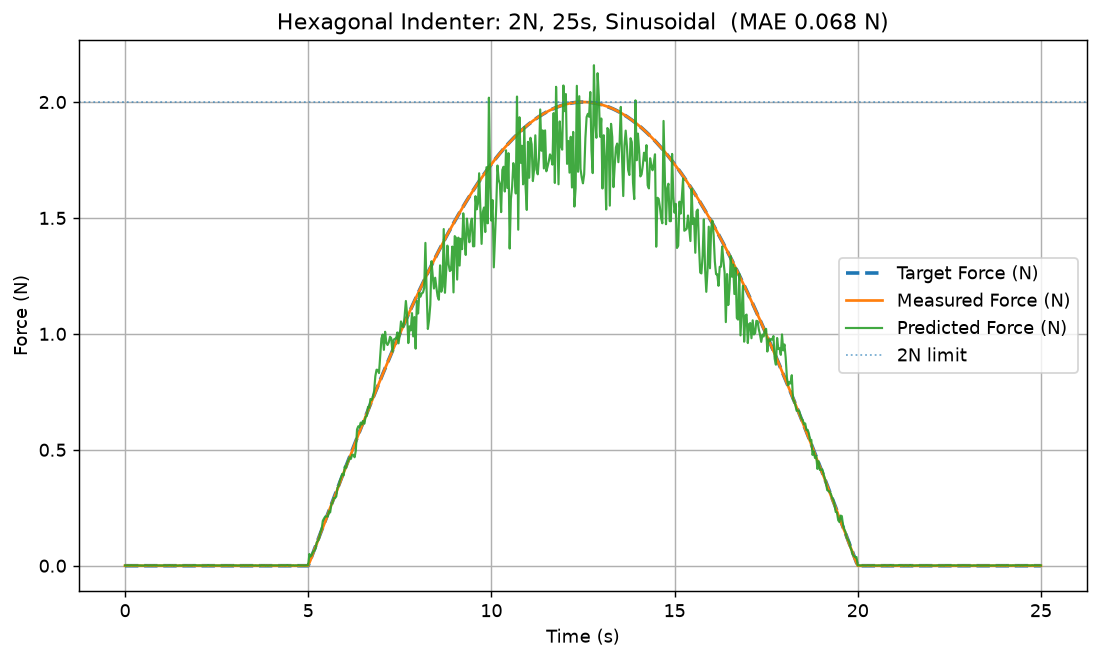 Hexagonal Indenter: 2N, 25s, Sinusoidal  (MAE 0.068 N)
Force (N)
2.0
1.5
1.0
0.5
0.0
Target Force (N)
Measured Force (N)
Predicted Force (N)
2N limit
0 5 10 15 20 25
Time (s)